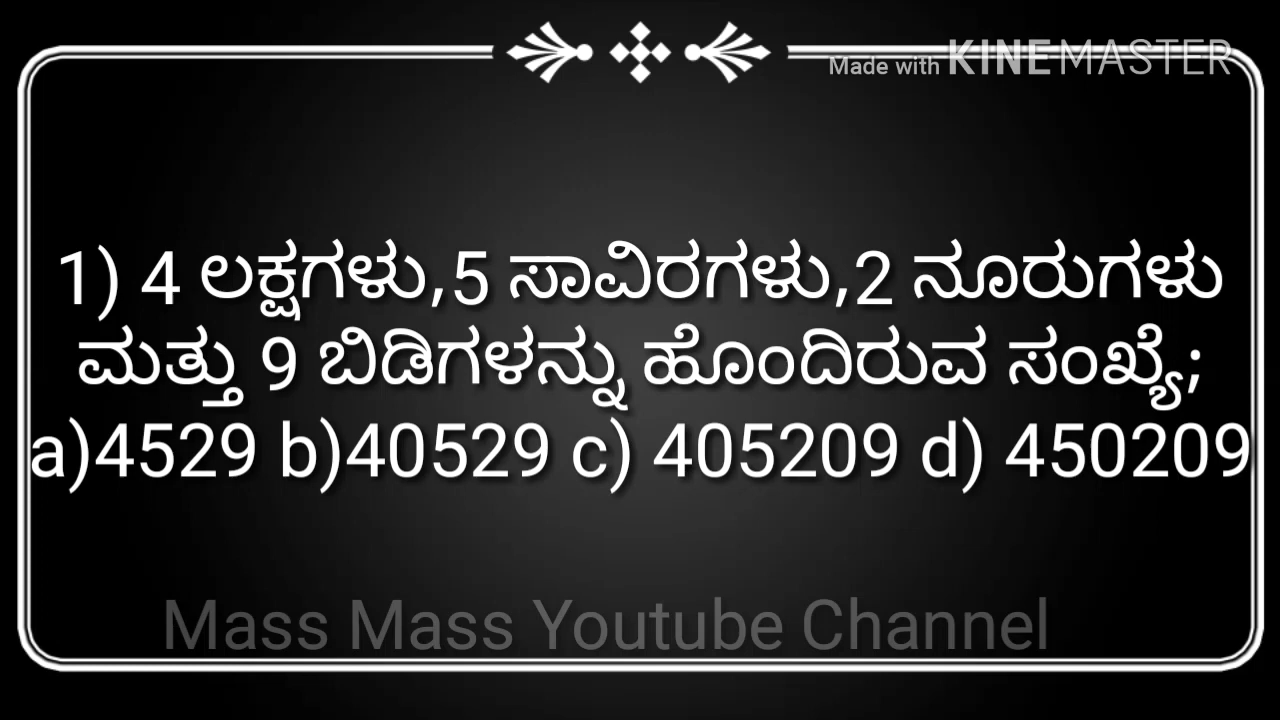 Made with KINEMASTER
1) 4 ಲಕ್ಷಗಳು,5 ಸಾವಿರಗಳು,2 ನೂರುಗಳು
ಮತ್ತು 9 ಬಿಡಿಗಳನ್ನು ಹೊಂದಿರುವ ಸಂಖ್ಯೆ;
a)4529 b)40529 c) 405209 d) 450209
Mass Mass Youtube Channel